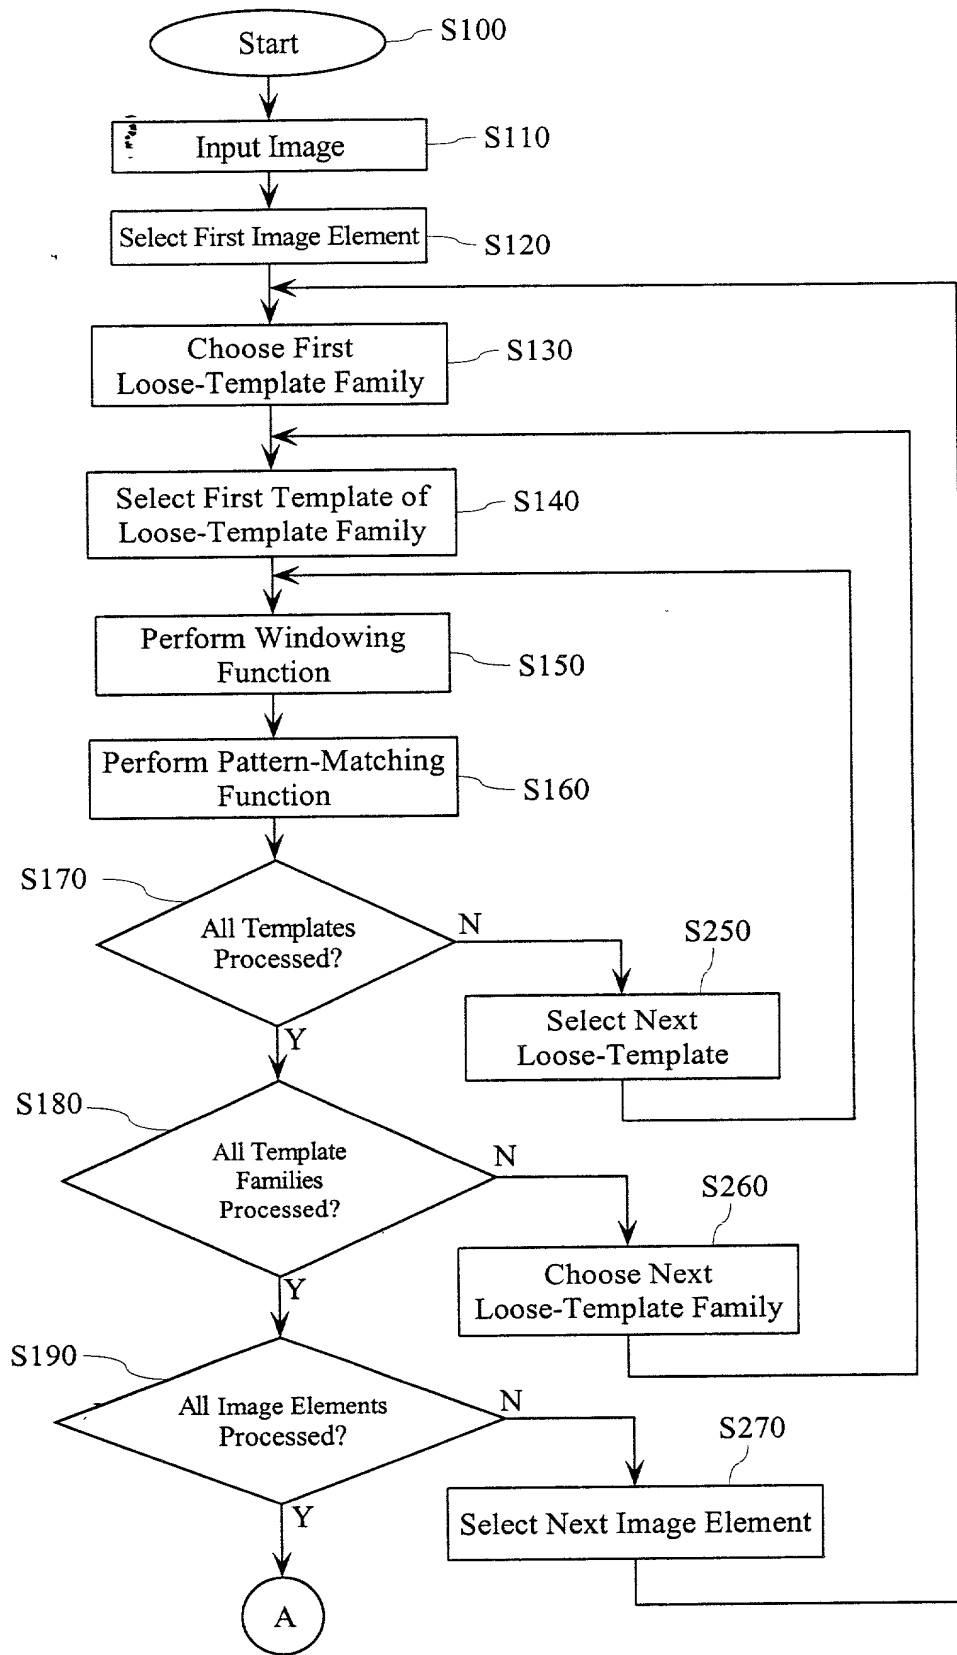 Start
S100
Input Image
S110
Select First Image Element
S120
Choose First
Loose-Template Family
S130
Select First Template of
Loose-Template Family
S140
Perform Windowing
Function
S150
Perform Pattern-Matching
Function
S160
S170
All Templates
Processed?
N
Y
S250
Select Next
Loose-Template
S180
All Template
Families
Processed?
N
Y
S260
Choose Next
Loose-Template Family
S190
All Image Elements
Processed?
N
Y
S270
Select Next Image Element
A